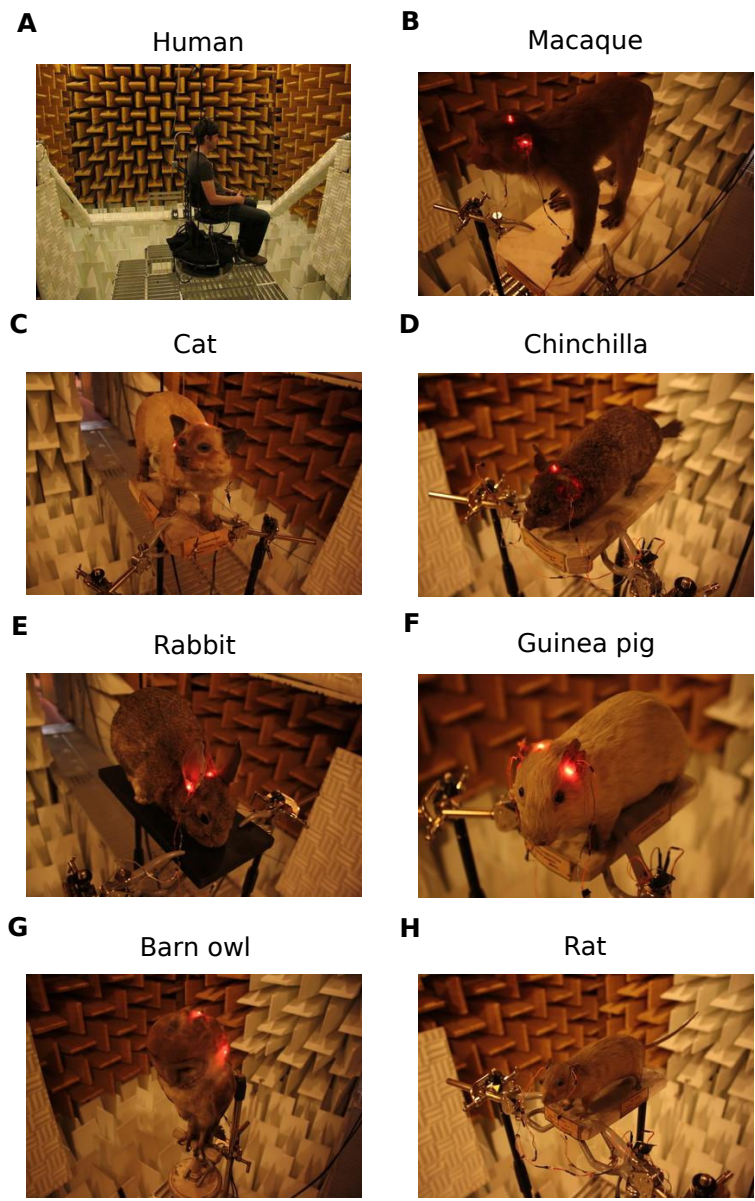 A
Human
B
Macaque
C
Cat
D
Chinchilla
E
Rabbit
F
Guinea pig
G
Barn owl
H
Rat